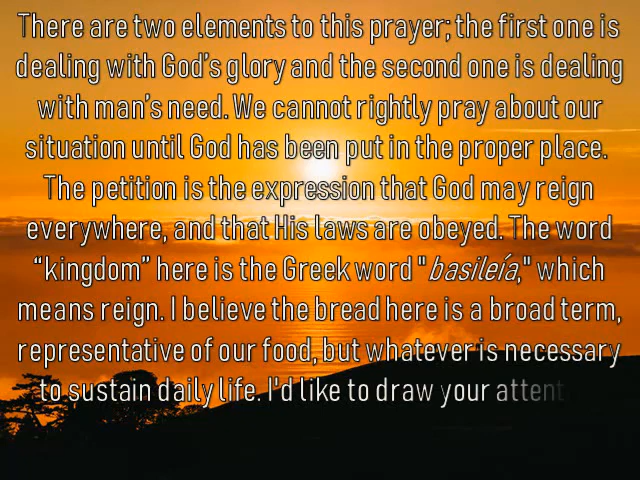 There are two elements to this prayer; the first one is
dealing with God's glory and the second one is dealing
with man's need. We cannot rightly pray about our
situation until God has been put in the proper place.
The petition is the expression that God may reign
everywhere, and that His laws are obeyed. The word
“kingdom” here is the Greek word "basileía," which
means reign. I believe the bread here is a broad term,
representative of our food, but whatever is necessary
to sustain daily life. I'd like to draw your attent